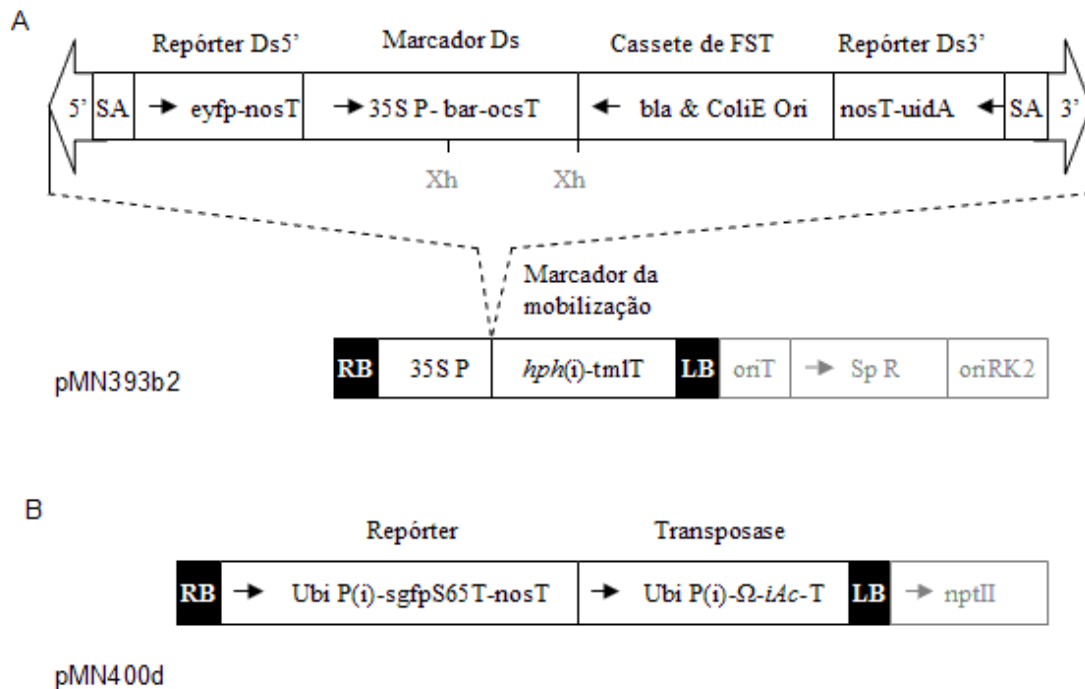 A
Repórter Ds5’ Marcador Ds Cassete de FST Repórter Ds3’
5’ SA → eyfp-nosT → 35S P- bar-ocsT ← bla & ColiE Ori nosT-uidA ← SA 3’
Xh Xh
Marcador da
mobilização
pMN393b2 RB 35S P hph(i)-tmlT LB oriT → Sp R oriRK2
B
Repórter Transposase
RB → Ubi P(i)-sgfpS65T-nosT → Ubi P(i)-Ω-iAc-T LB → nptII
pMN400d